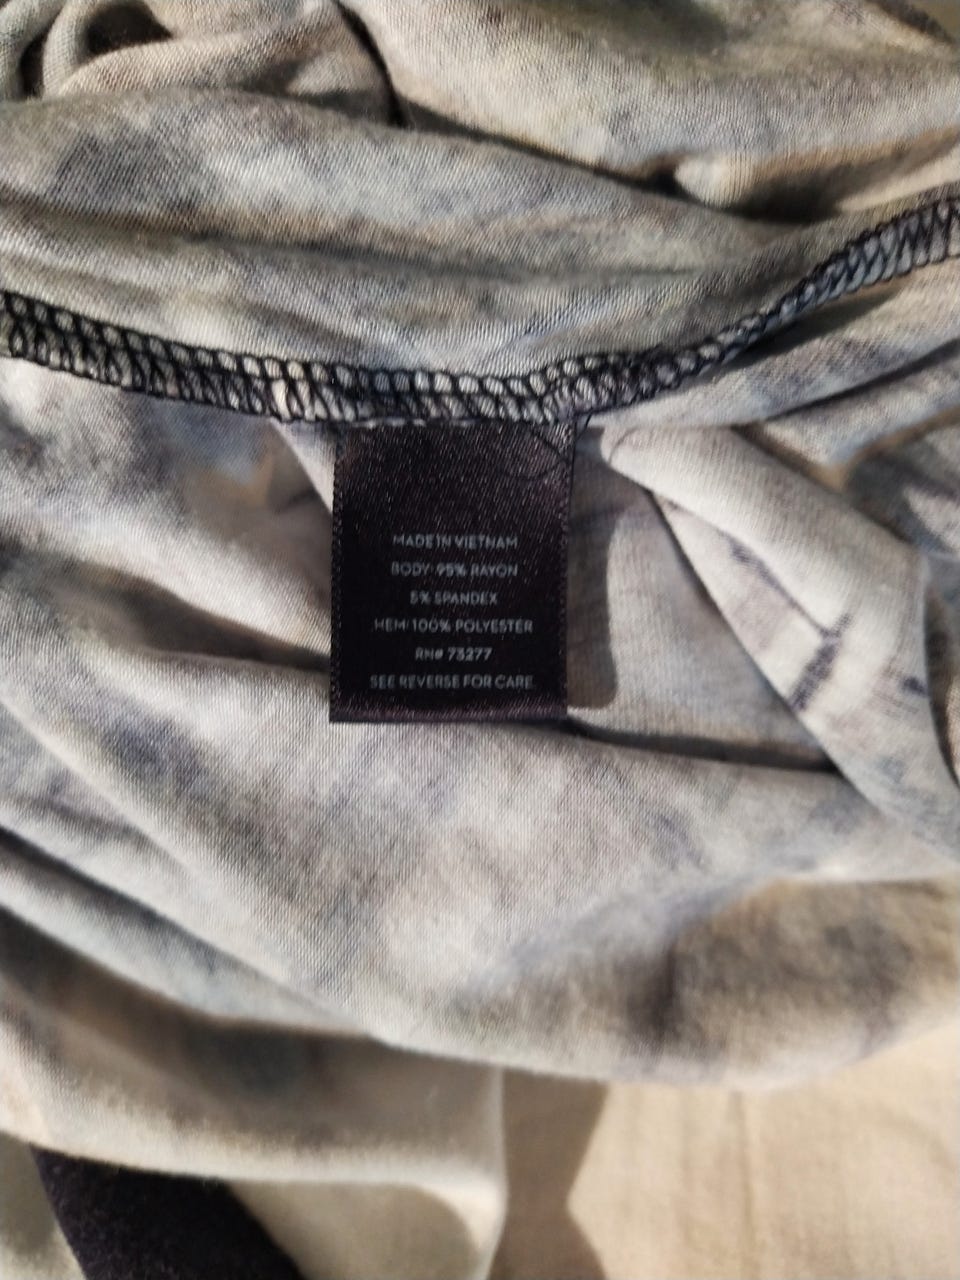 MADE IN VIETNAM
BODY: 95% RAYON
5% SPANDEX
HEM: 100% POLYESTER
RN# 73277
SEE REVERSE FOR CARE